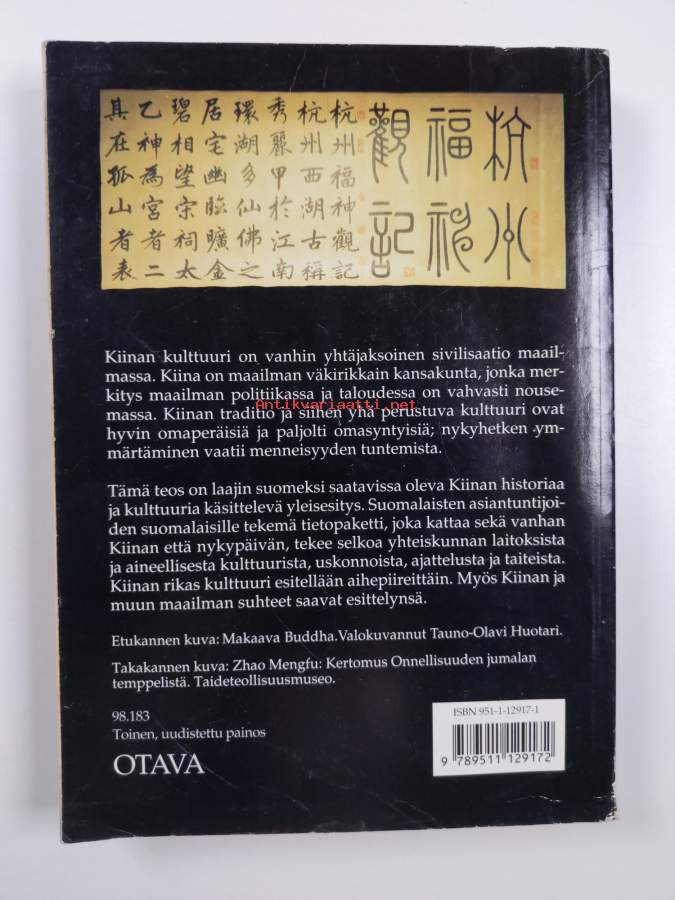 杭州
福神
觀記
杭州福神觀記
杭州西湖古稱
秀麗甲於江南
環湖多仙佛之
居宅幽臨曠金
碧相望宗祠太
乙神為宮者二
其在孤山者表
Kiinan kulttuuri on vanhin yhtäjaksoinen sivilisaatio maail-
massa. Kiina on maailman väkirikkain kansakunta, jonka mer-
kitys maailman politiikassa ja taloudessa on vahvasti nouse-
massa. Kiinan traditio ja siihen yhä perustuva kulttuuri ovat
hyvin omaperäisiä ja paljolti omasyntyisiä; nykyhetken ym-
märtäminen vaatii menneisyyden tuntemista.
Antikvariaatti.net
Tämä teos on laajin suomeksi saatavissa oleva Kiinan historiaa
ja kulttuuria käsittelevä yleisesitys. Suomalaisten asiantuntijoi-
den suomalaisille tekemä tietopaketti, joka kattaa sekä vanhan
Kiinan että nykypäivän, tekee selkoa yhteiskunnan laitoksista
ja aineellisesta kulttuurista, uskonnoista, ajattelusta ja taiteista.
Kiinan rikas kulttuuri esitellään aihepiireittäin. Myös Kiinan ja
muun maailman suhteet saavat esittelynsä.
Etukannen kuva: Makaava Buddha.Valokuvannut Tauno-Olavi Huotari.
Takakannen kuva: Zhao Mengfu: Kertomus Onnellisuuden jumalan
temppelistä. Taideteollisuusmuseo.
98.183
Toinen, uudistettu painos
OTAVA
ISBN 951-1-12917-1
9 789511 129172